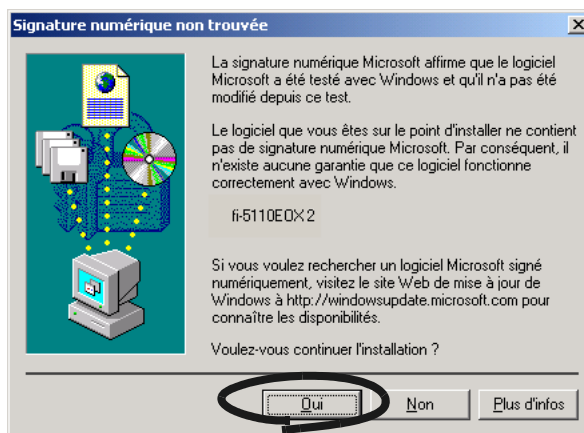 Signature numérique non trouvée
La signature numérique Microsoft affirme que le logiciel
Microsoft a été testé avec Windows et qu'il n'a pas été
modifié depuis ce test.
Le logiciel que vous êtes sur le point d'installer ne contient
pas de signature numérique Microsoft. Par conséquent, il
n'existe aucune garantie que ce logiciel fonctionne
correctement avec Windows.
fi-5110EOX2
Si vous voulez rechercher un logiciel Microsoft signé
numériquement, visitez le site Web de mise à jour de
Windows à http://windowsupdate.microsoft.com pour
connaître les disponibilités.
Voulez-vous continuer l'installation ?
Oui Non Plus d'infos